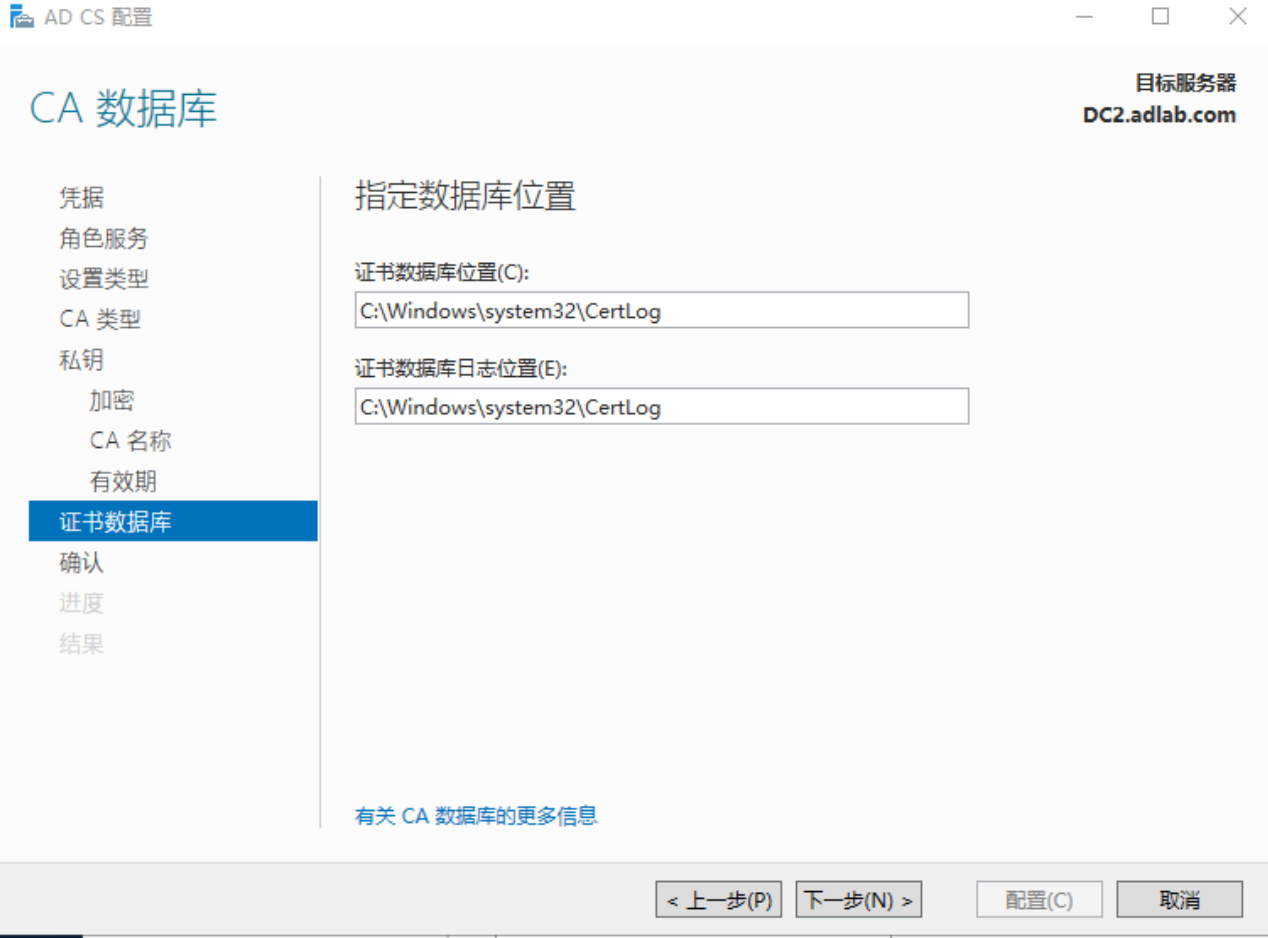 AD CS 配置
CA 数据库
目标服务器
DC2.adlab.com
凭据
角色服务
设置类型
CA 类型
私钥
加密
CA 名称
有效期
证书数据库
确认
进度
结果
指定数据库位置
证书数据库位置(C):
C:\Windows\system32\CertLog
证书数据库日志位置(E):
C:\Windows\system32\CertLog
有关 CA 数据库的更多信息
< 上一步(P) 下一步(N) > 配置(C) 取消